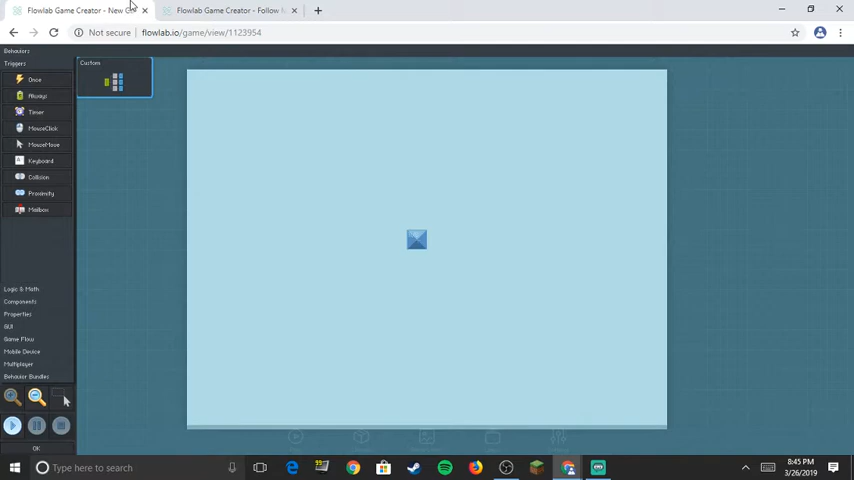 Flowlab Game Creator - New G
Flowlab Game Creator - Follow M
Not secure
flowlab.io/game/view/1123954
Behaviors
Triggers
Once
Always
Timer
MouseClick
MouseMove
Keyboard
Collision
Proximity
Mailbox
Custom
Logic & Math
Components
Properties
GUI
Game Flow
Mobile Device
Multiplayer
Behavior Bundles
OK
Type here to search
8:45 PM
3/26/2019